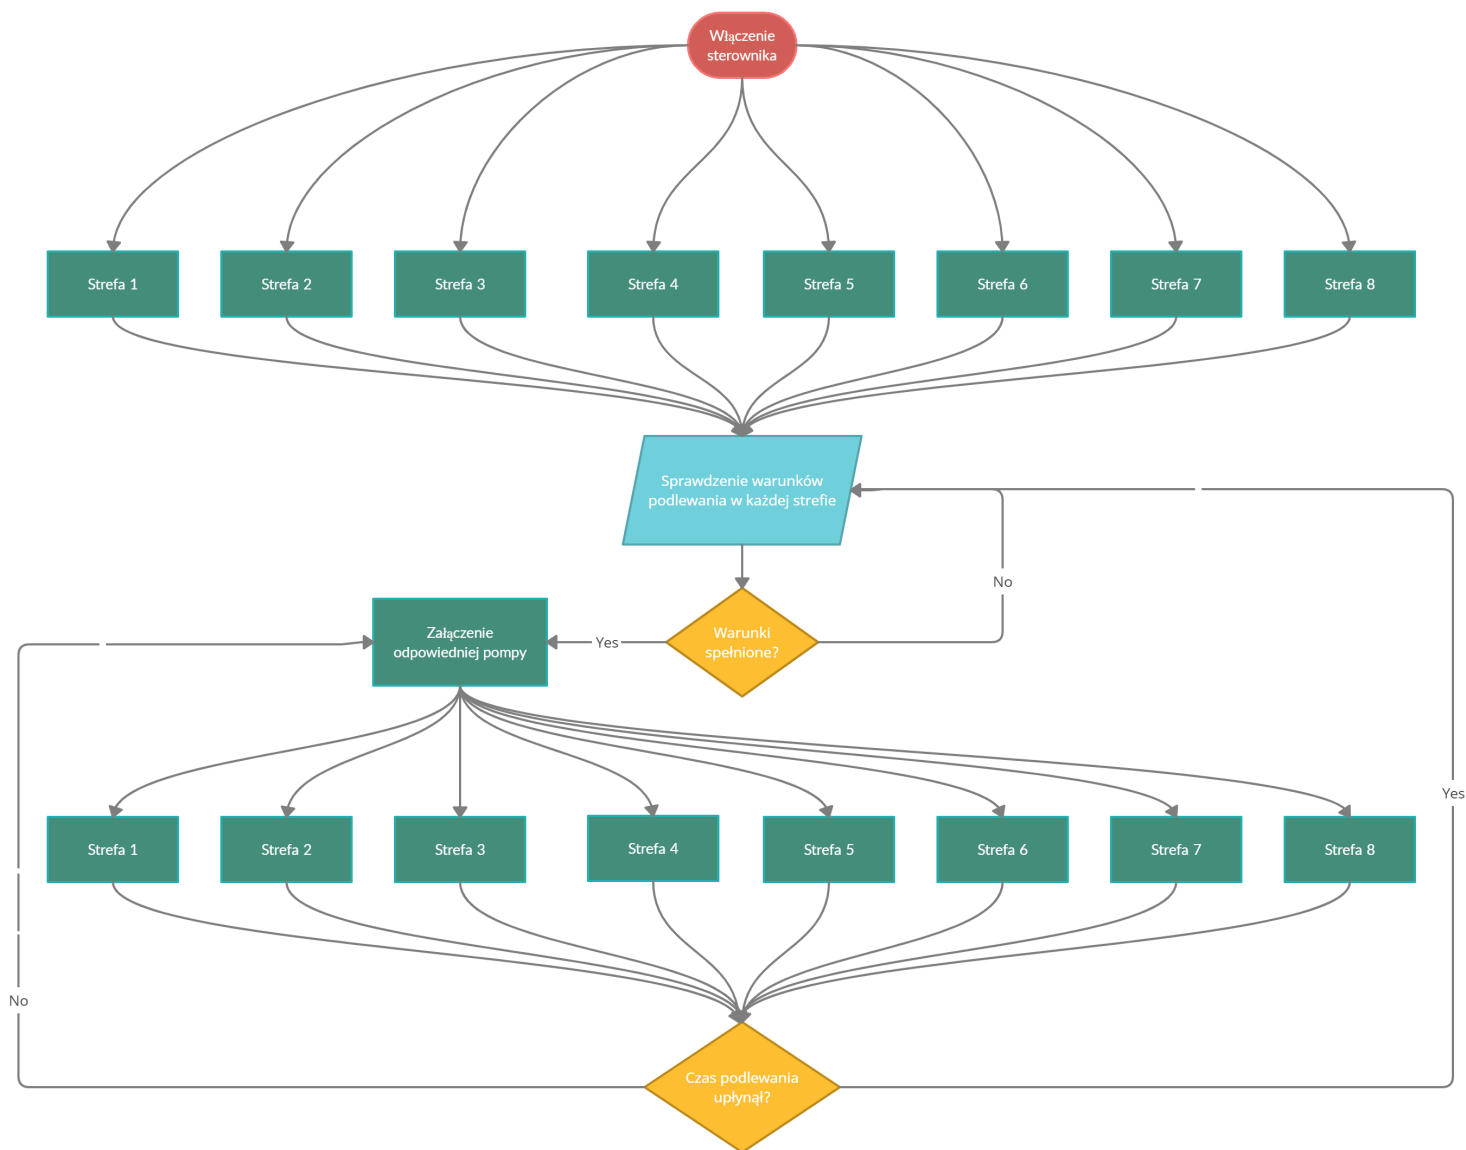 Włączenie
sterownika
Strefa 1
Strefa 2
Strefa 3
Strefa 4
Strefa 5
Strefa 6
Strefa 7
Strefa 8
Sprawdzenie warunków
podlewania w każdej strefie
No
Załączenie
odpowiedniej pompy
Yes
Warunki
spełnione?
Yes
Strefa 1
Strefa 2
Strefa 3
Strefa 4
Strefa 5
Strefa 6
Strefa 7
Strefa 8
No
Czas podlewania
upłynął?